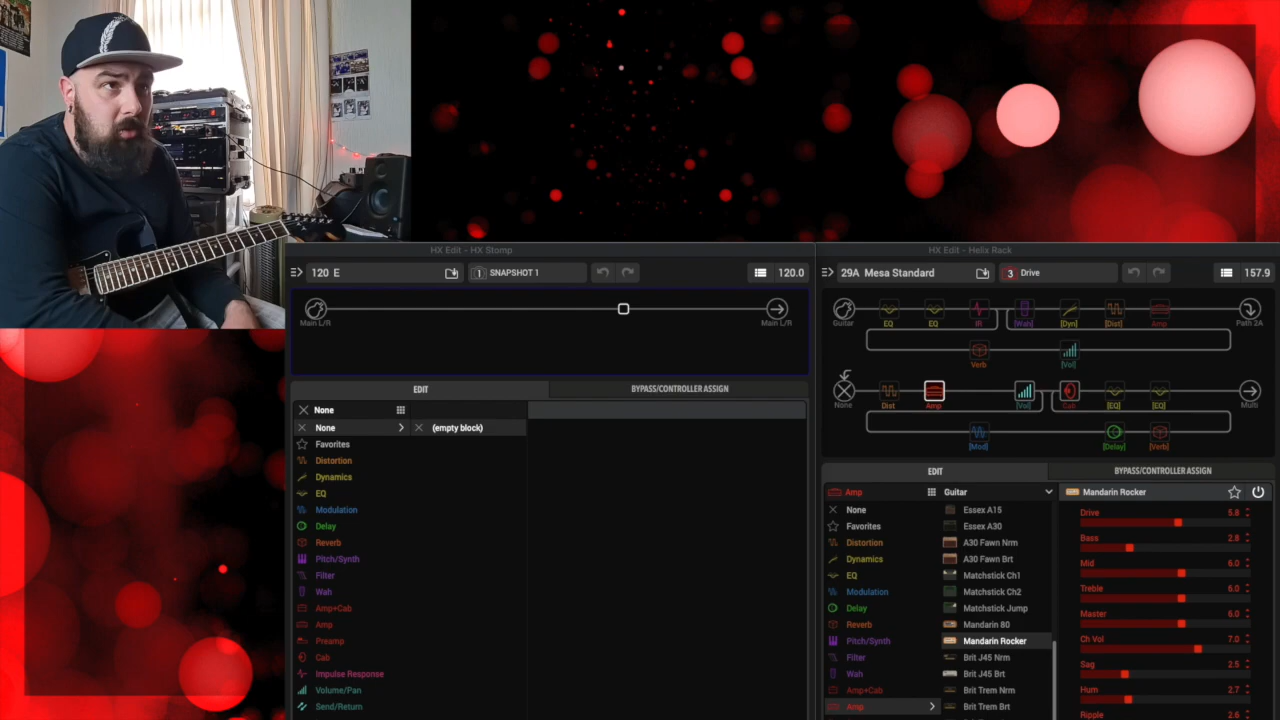 HX Edit - HX Stomp
120 E
1 SNAPSHOT 1
120.0
Main L/R
Main L/R
EDIT
BYPASS/CONTROLLER ASSIGN
None
None
(empty block)
Favorites
Distortion
Dynamics
EQ
Modulation
Delay
Reverb
Pitch/Synth
Filter
Wah
Amp+Cab
Amp
Preamp
Cab
Impulse Response
Volume/Pan
Send/Return
HX Edit - Helix Rack
29A Mesa Standard
3 Drive
157.9
Guitar
EQ
EQ
IR
[Wah]
[Dyn]
[Dist]
Amp
Path 2A
Verb
[Vol]
None
Dist
Amp
[Vol]
Cab
[EQ]
[EQ]
Multi
[Mod]
[Delay]
[Verb]
EDIT
BYPASS/CONTROLLER ASSIGN
Amp
None
Favorites
Distortion
Dynamics
EQ
Modulation
Delay
Reverb
Pitch/Synth
Filter
Wah
Amp+Cab
Amp
Guitar
Essex A15
Essex A30
A30 Fawn Nrm
A30 Fawn Brt
Matchstick Ch1
Matchstick Ch2
Matchstick Jump
Mandarin 80
Mandarin Rocker
Brit J45 Nrm
Brit J45 Brt
Brit Trem Nrm
Brit Trem Brt
Mandarin Rocker
Drive 5.8
Bass 2.8
Mid 6.0
Treble 6.0
Master 6.0
Ch Vol 7.0
Sag 2.5
Hum 2.7
Ripple 2.6